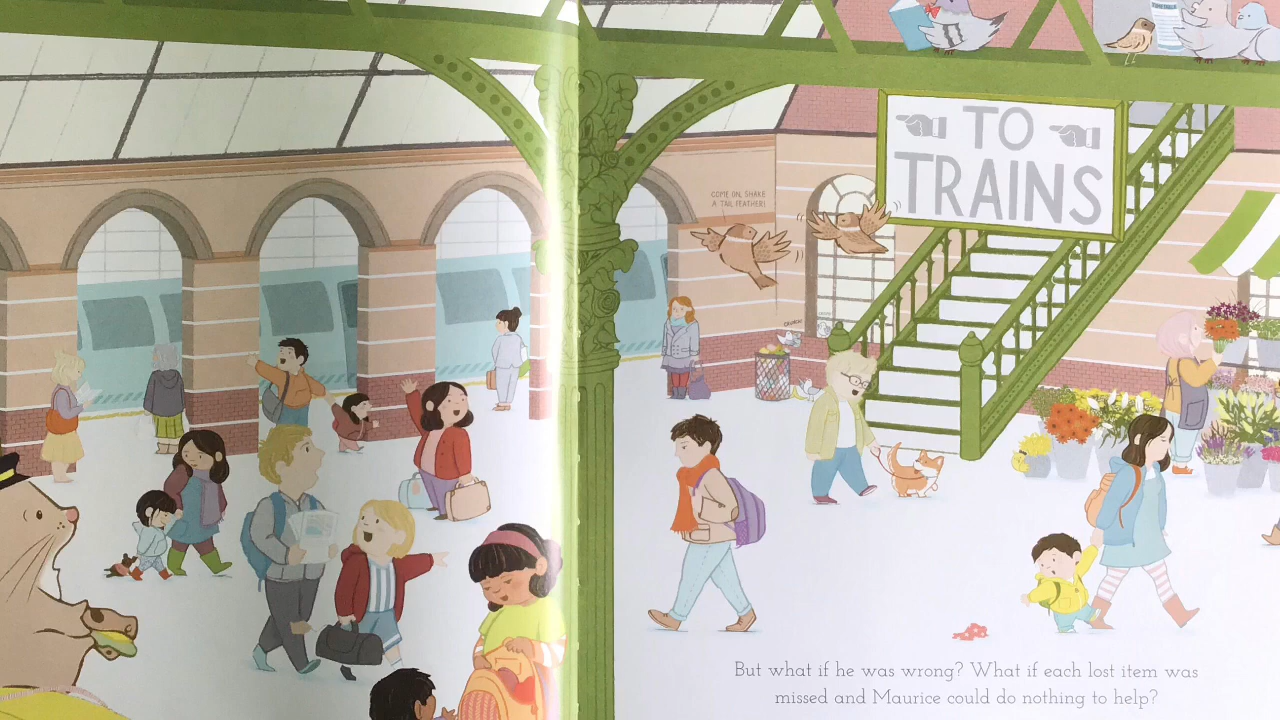 TO
TRAINS
COME ON, SHAKE
A TAIL FEATHER!
But what if he was wrong? What if each lost item was
missed and Maurice could do nothing to help?